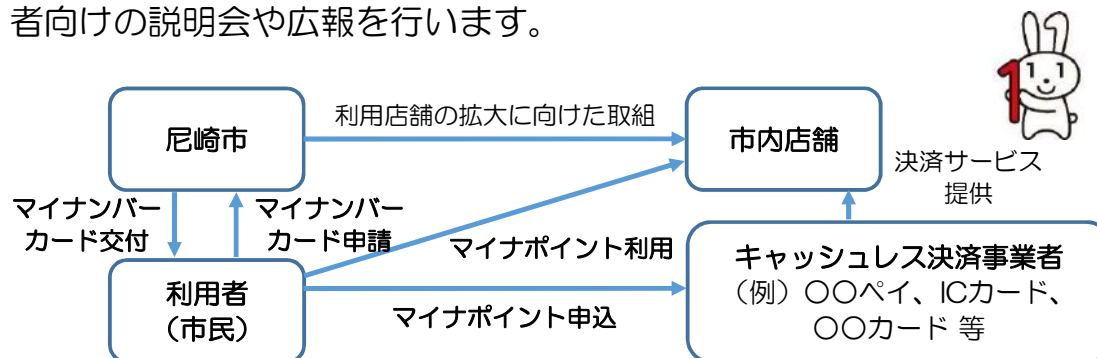 者向けの説明会や広報を行います。
尼崎市
利用店舗の拡大に向けた取組
市内店舗
決済サービス
提供
マイナンバー
カード交付
マイナンバー
カード申請
マイナポイント利用
キャッシュレス決済事業者
（例）〇〇ペイ、ICカード、
〇〇カード 等
利用者
（市民）
マイナポイント申込